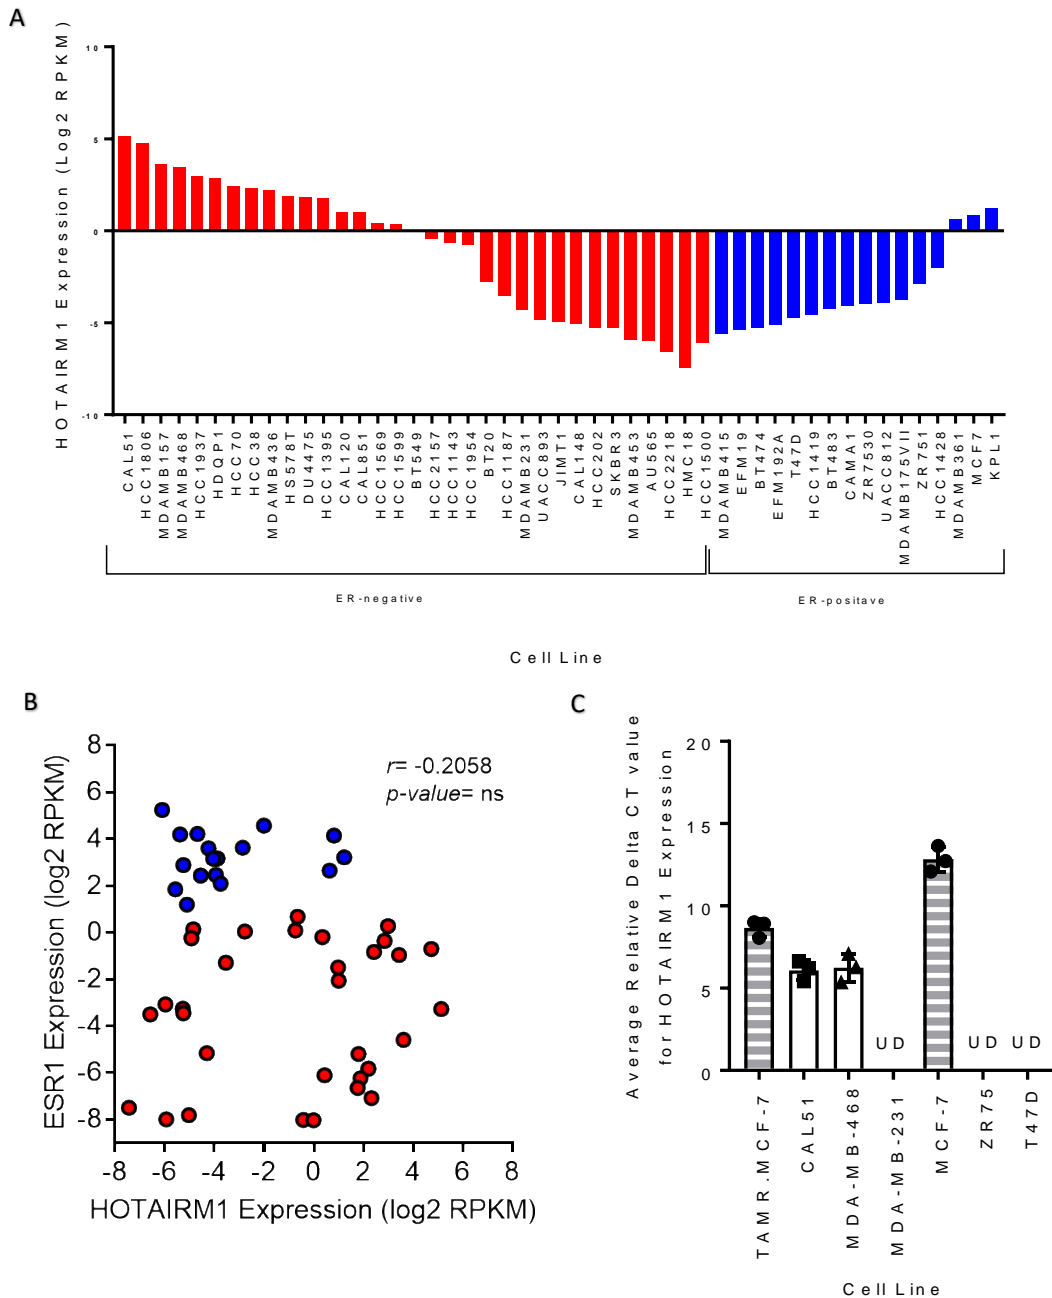 A
HOTAIRM1 Expression (Log2 RPKM)
10
5
0
-5
-10
CAL51
HCC1806
MDAMB157
MDAMB468
HCC1937
HDQP1
HCC70
HCC38
MDAMB436
HS578T
DU4475
HCC1395
CAL120
CAL851
HCC1569
HCC1599
BT549
HCC2157
HCC1143
HCC1954
BT20
HCC1187
MDAMB231
UACC893
JIMT1
CAL148
HCC202
SKBR3
MDAMB453
AU565
HCC2218
HMC18
HCC1500
MDAMB415
EFM19
BT474
EFM192A
T47D
HCC1419
BT483
CAMA1
ZR7530
UACC812
MDAMB175VII
ZR751
HCC1428
MDAMB361
MCF7
KPL1
ER-negative
ER-positave
Cell Line
B
ESR1 Expression (log2 RPKM)
8
6
4
2
0
-2
-4
-6
-8
r= -0.2058
p-value= ns
-8 -6 -4 -2 0 2 4 6 8
HOTAIRM1 Expression (log2 RPKM)
C
Average Relative Delta CT value
for HOTAIRM1 Expression
20
15
10
5
0
UD
UD
UD
TAMR.MCF-7
CAL51
MDA-MB-468
MDA-MB-231
MCF-7
ZR75
T47D
Cell Line